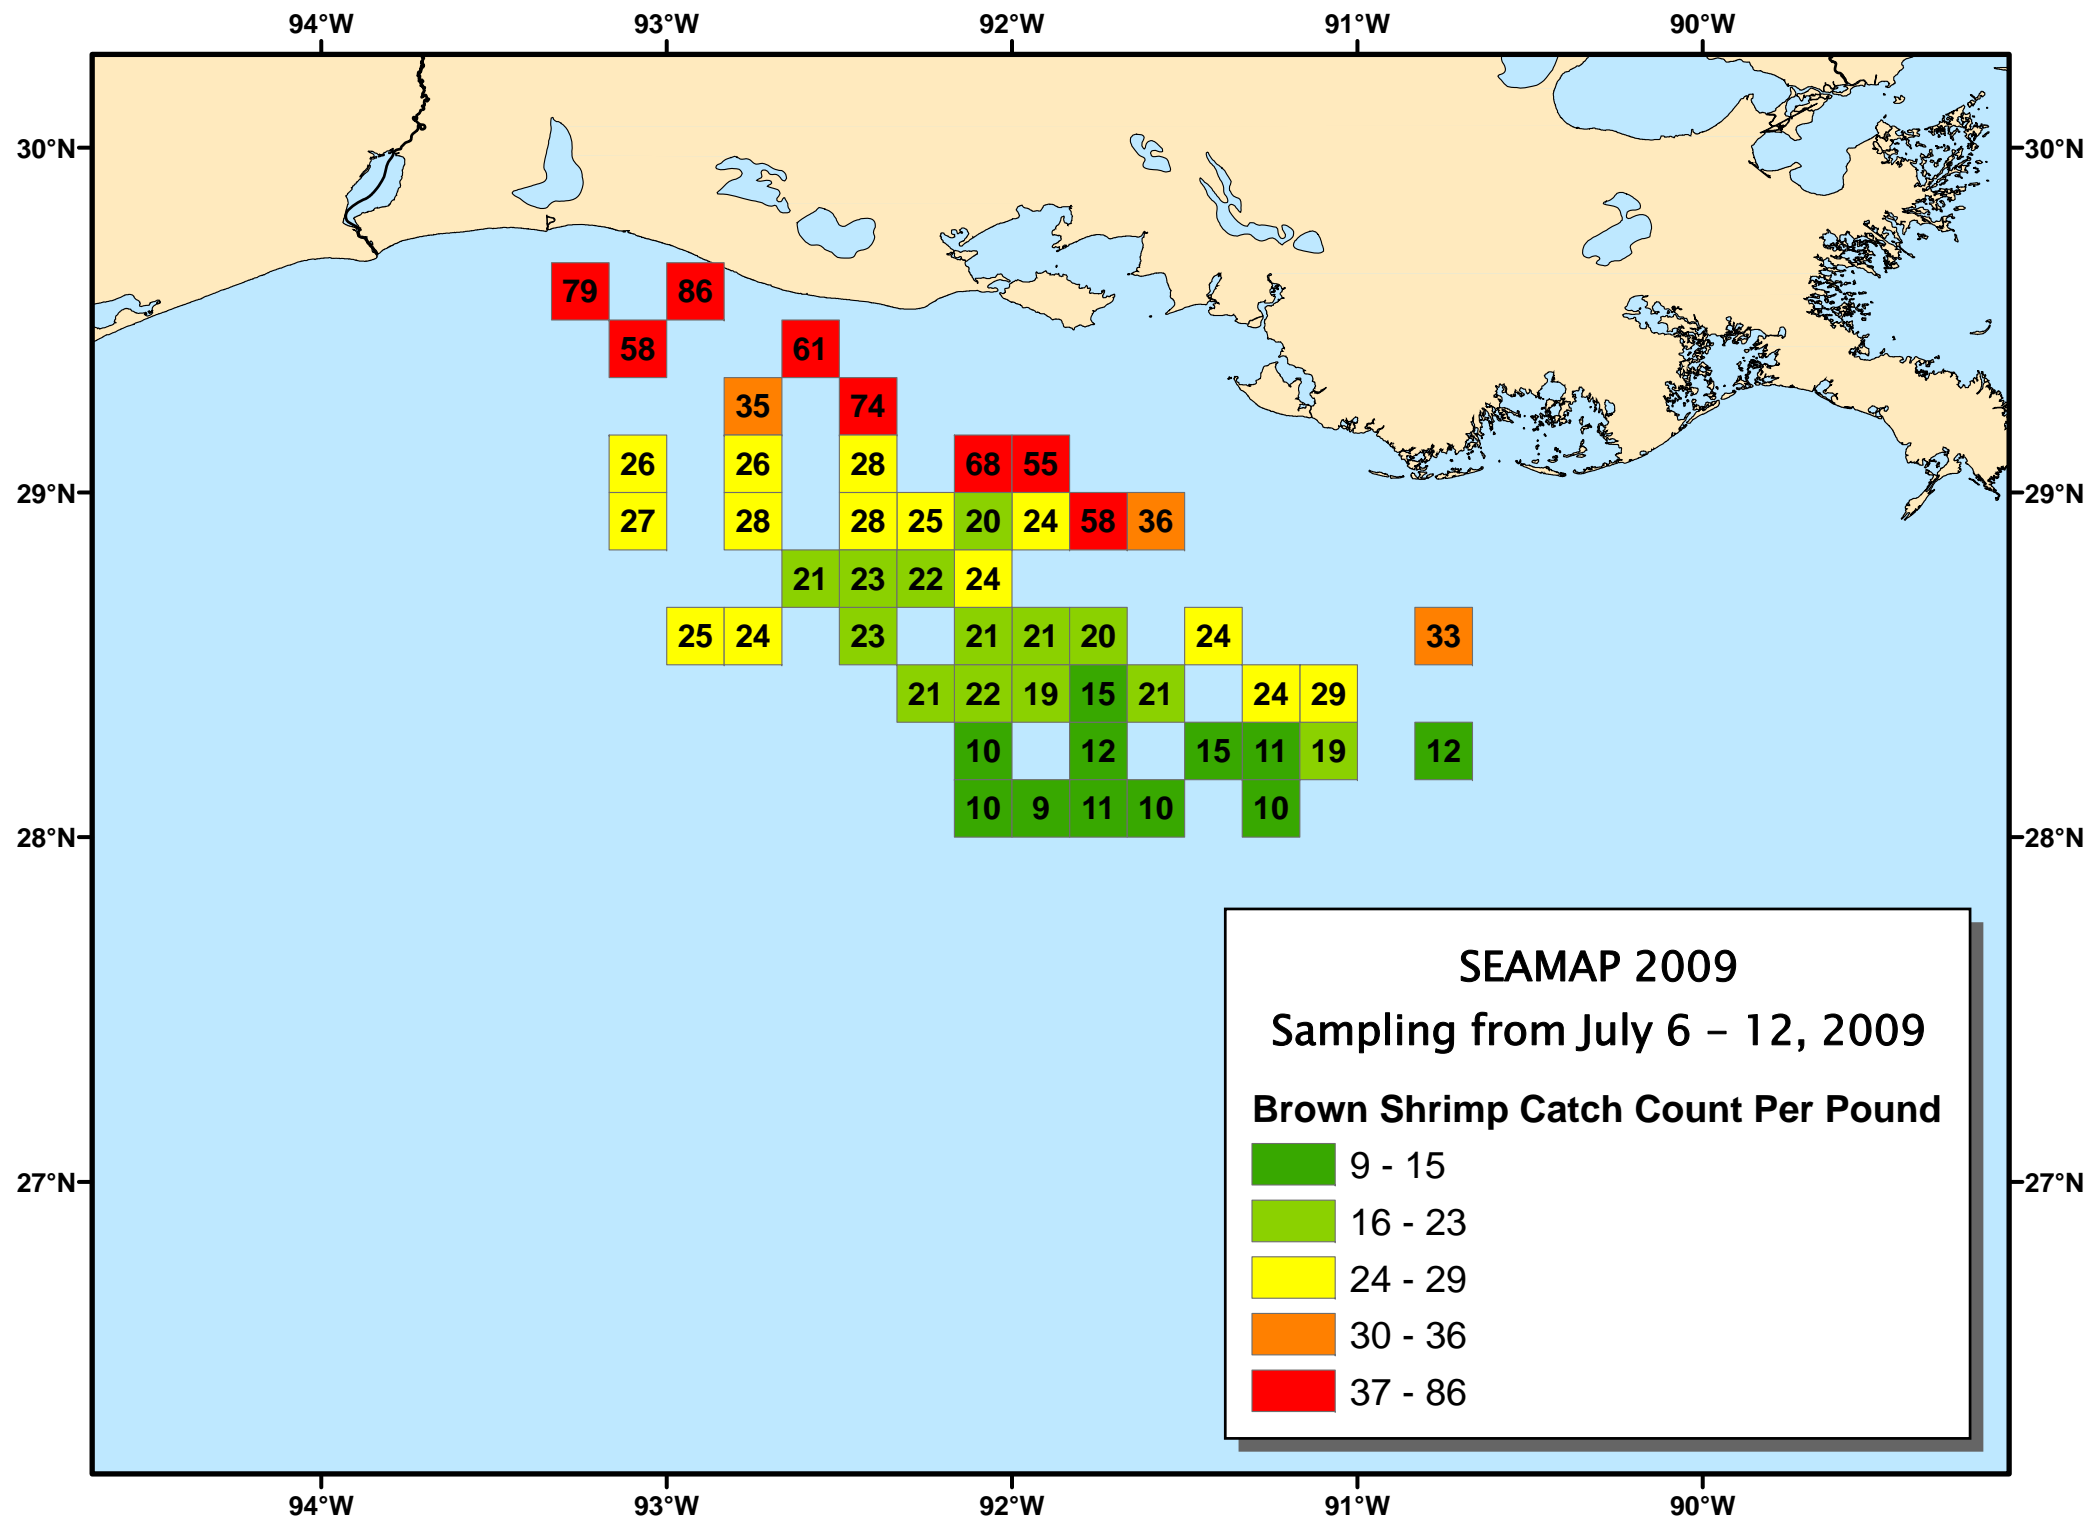 94°W 93°W 92°W 91°W 90°W
30°N 30°N
79 86
58 61
35 74
26 26 28 68 55
29°N 29°N
27 28 28 25 20 24 58 36
21 23 22 24
25 24 23 21 21 20 24 33
21 22 19 15 21 24 29
10 12 15 11 19 12
10 9 11 10 10
28°N 28°N
SEAMAP 2009
Sampling from July 6 – 12, 2009
Brown Shrimp Catch Count Per Pound
9 - 15
27°N 27°N
16 - 23
24 - 29
30 - 36
37 - 86
94°W 93°W 92°W 91°W 90°W